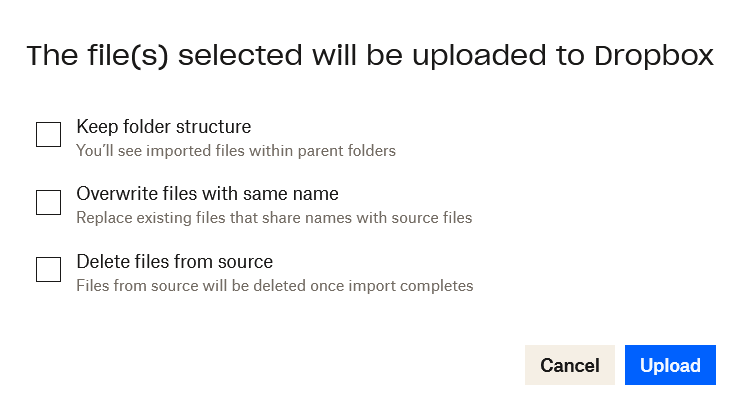 The file(s) selected will be uploaded to Dropbox
Keep folder structure
You’ll see imported files within parent folders
Overwrite files with same name
Replace existing files that share names with source files
Delete files from source
Files from source will be deleted once import completes
Cancel
Upload